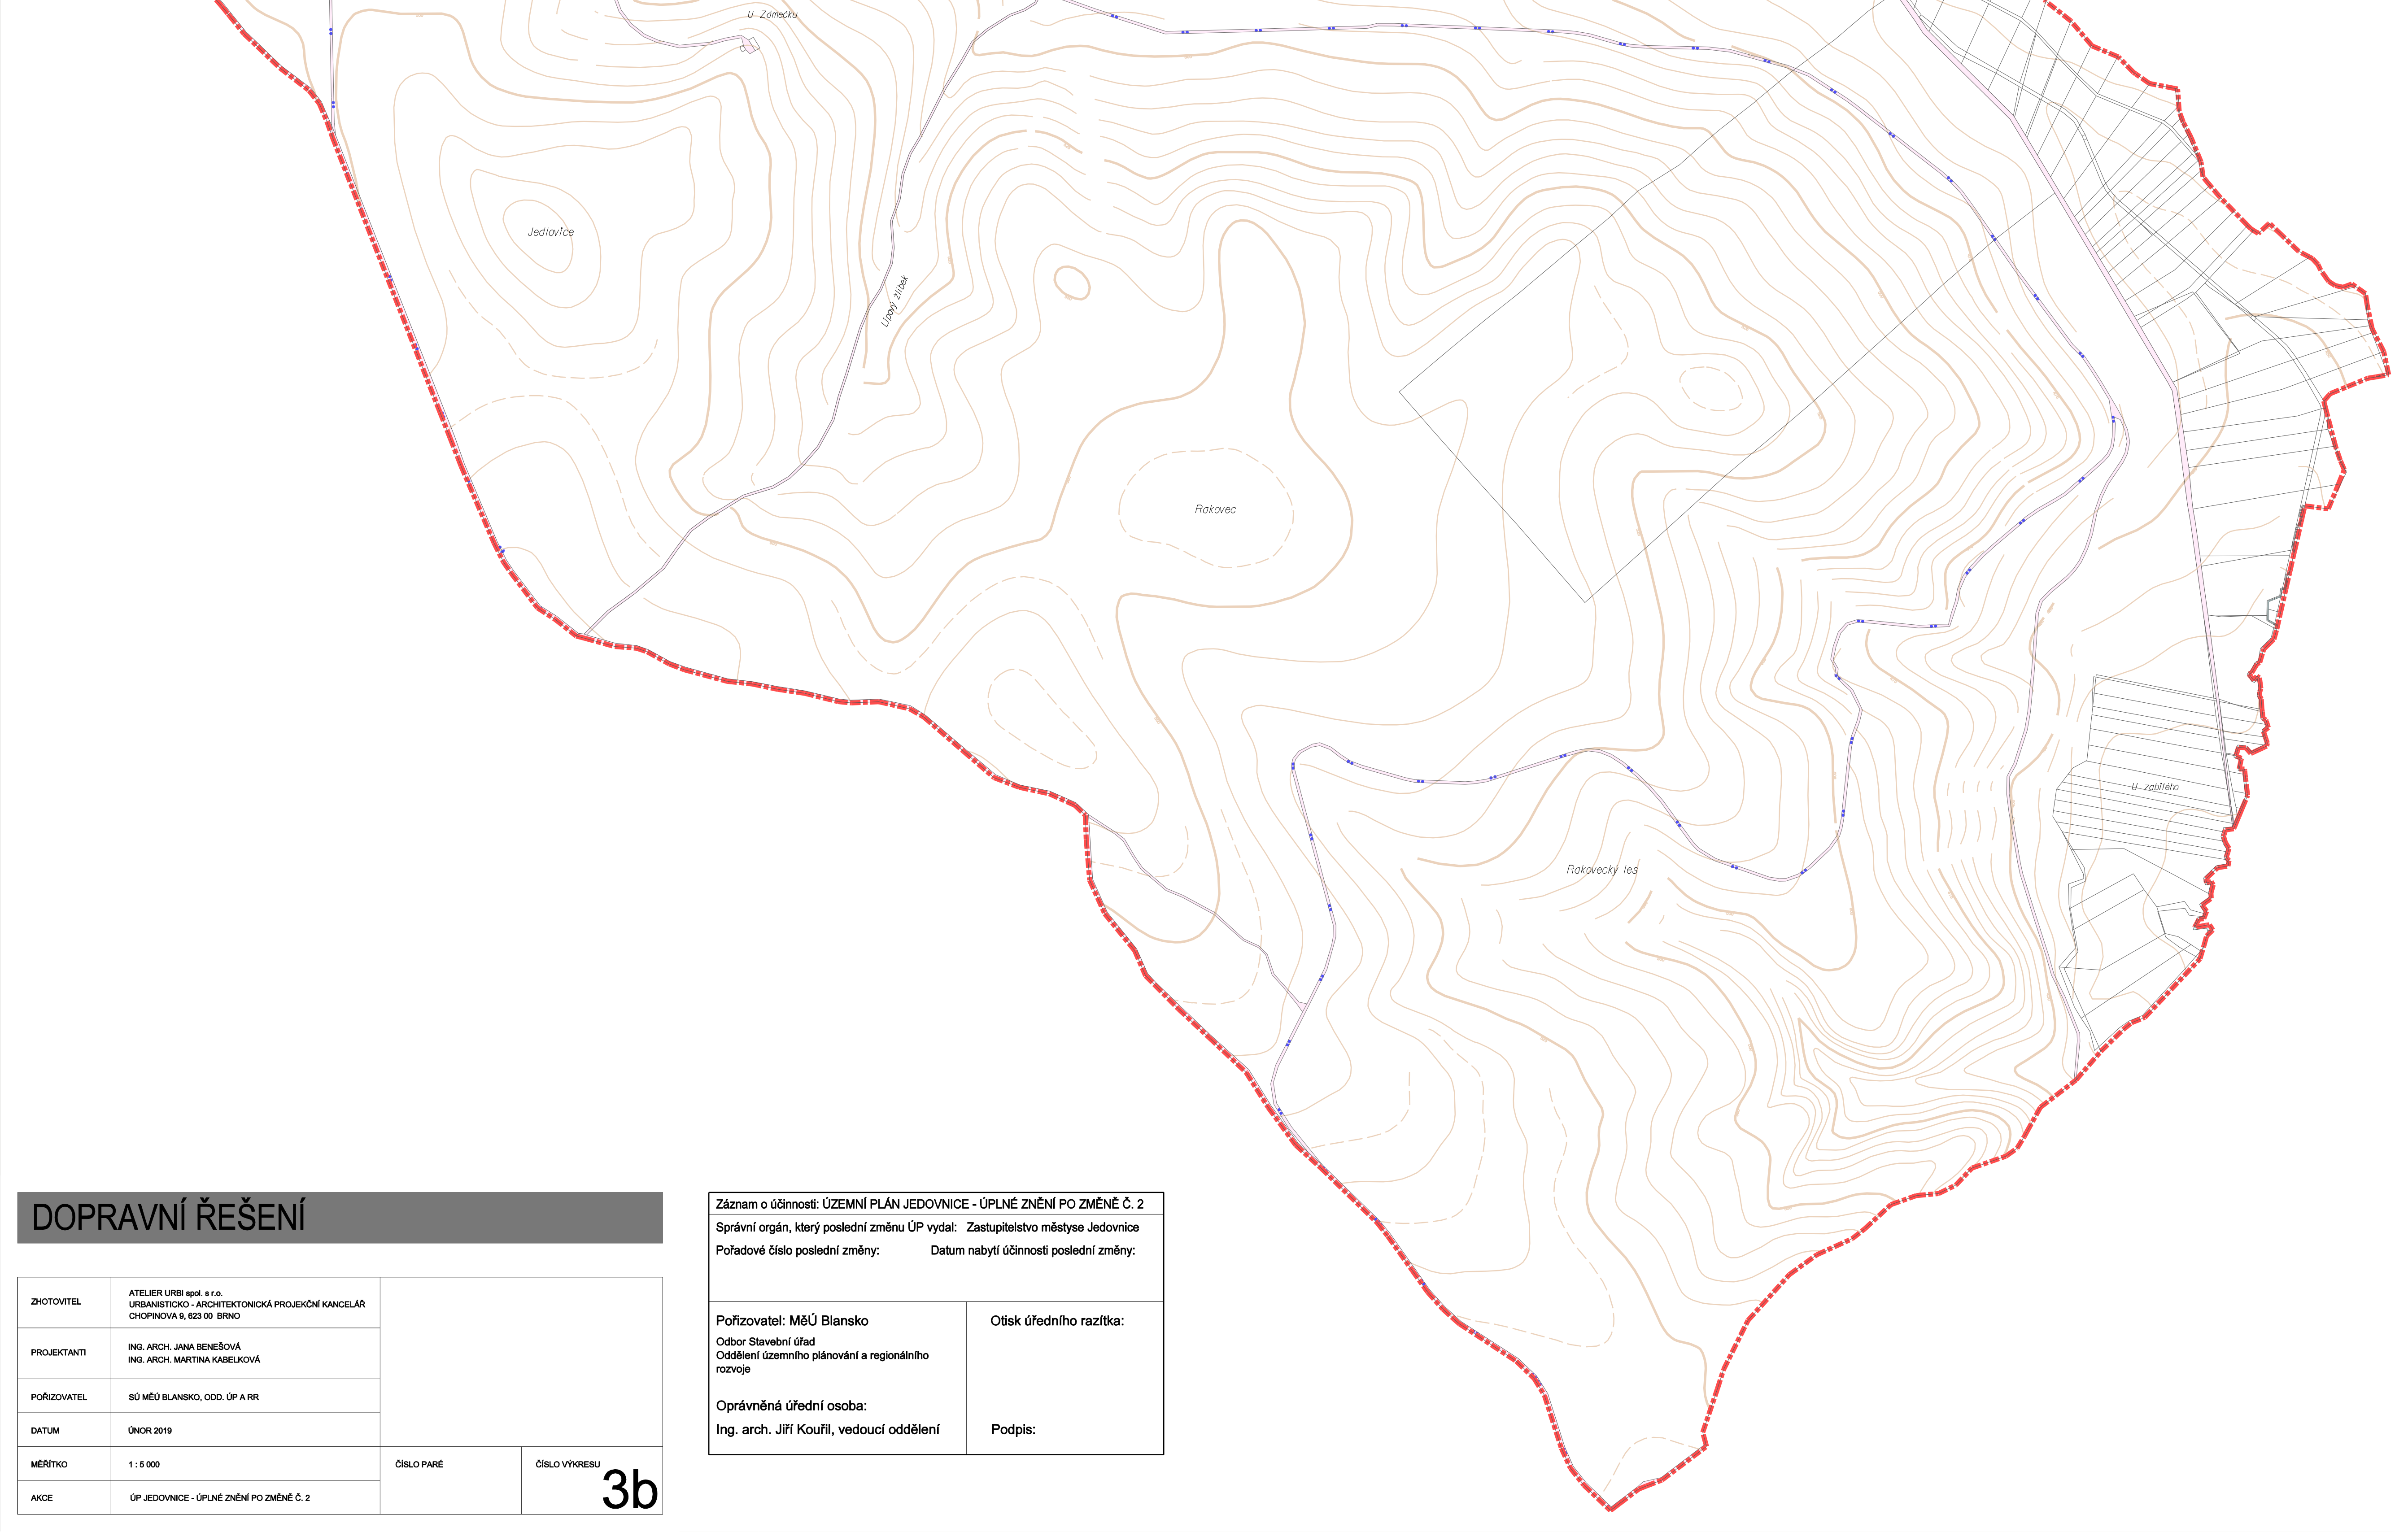 U Zámečku
Jedlovice
Lipový žlíbek
Rakovec
U zabitého
Rakovecký les
DOPRAVNÍ ŘEŠENÍ
ZHOTOVITEL
ATELIER URBI spol. s r.o.
URBANISTICKO - ARCHITEKTONICKÁ PROJEKČNÍ KANCELÁŘ
CHOPINOVA 9, 623 00 BRNO
PROJEKTANTI
ING. ARCH. JANA BENEŠOVÁ
ING. ARCH. MARTINA KABELKOVÁ
POŘIZOVATEL
SÚ MĚÚ BLANSKO, ODD. ÚP A RR
DATUM
ÚNOR 2019
MĚŘÍTKO
1 : 5 000
ČÍSLO PARÉ
ČÍSLO VÝKRESU
3b
AKCE
ÚP JEDOVNICE - ÚPLNÉ ZNĚNÍ PO ZMĚNĚ Č. 2
Záznam o účinnosti: ÚZEMNÍ PLÁN JEDOVNICE - ÚPLNÉ ZNĚNÍ PO ZMĚNĚ Č. 2
Správní orgán, který poslední změnu ÚP vydal: Zastupitelstvo městyse Jedovnice
Pořadové číslo poslední změny: Datum nabytí účinnosti poslední změny:
Pořizovatel: MěÚ Blansko
Odbor Stavební úřad
Oddělení územního plánování a regionálního
rozvoje
Oprávněná úřední osoba:
Ing. arch. Jiří Kouřil, vedoucí oddělení
Otisk úředního razítka:
Podpis: